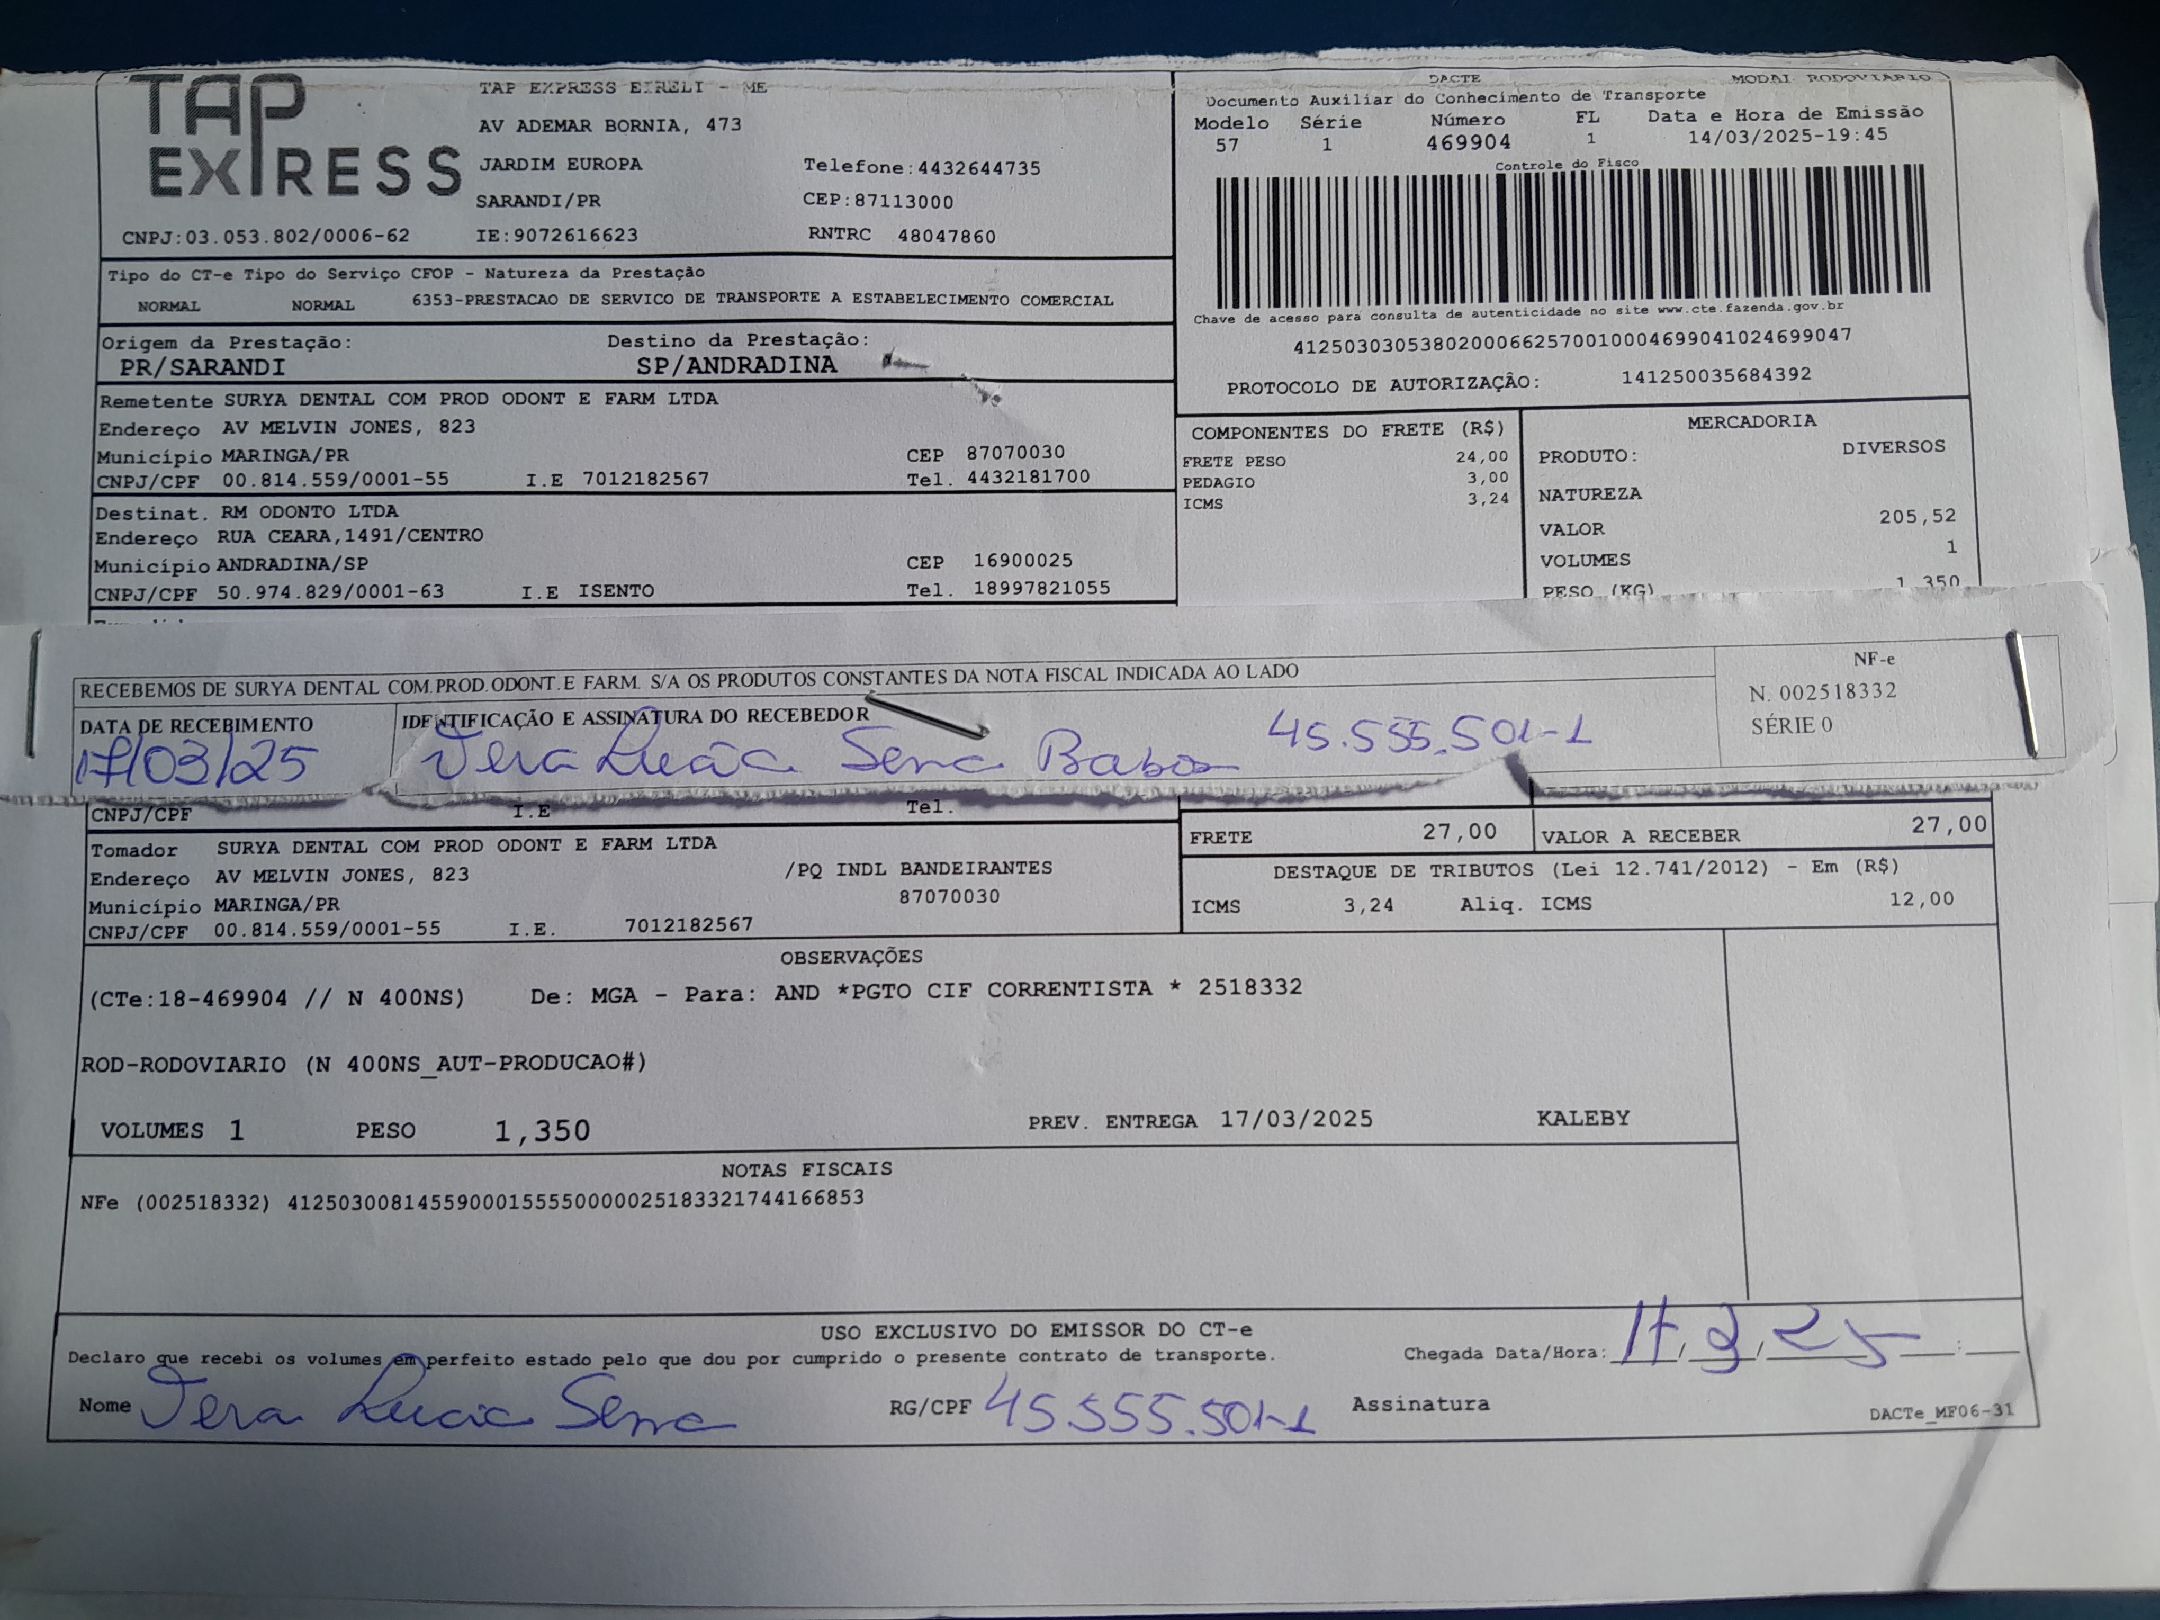 TAP EXPRESS
TAP EXPRESS EIRELI - ME
AV ADEMAR BORNIA, 473
JARDIM EUROPA Telefone:4432644735
SARANDI/PR CEP:87113000
CNPJ:03.053.802/0006-62 IE:9072616623 RNTRC 48047860
Tipo do CT-e Tipo do Serviço CFOP - Natureza da Prestação
NORMAL NORMAL 6353-PRESTACAO DE SERVICO DE TRANSPORTE A ESTABELECIMENTO COMERCIAL
Origem da Prestação: Destino da Prestação:
PR/SARANDI SP/ANDRADINA
Remetente SURYA DENTAL COM PROD ODONT E FARM LTDA
Endereço AV MELVIN JONES, 823
Município MARINGA/PR CEP 87070030
CNPJ/CPF 00.814.559/0001-55 I.E 7012182567 Tel. 4432181700
Destinat. RM ODONTO LTDA
Endereço RUA CEARA,1491/CENTRO
Município ANDRADINA/SP CEP 16900025
CNPJ/CPF 50.974.829/0001-63 I.E ISENTO Tel. 18997821055
DACTE MODAL RODOVIARIO
Documento Auxiliar do Conhecimento de Transporte
Modelo Série Número FL Data e Hora de Emissão
57 1 469904 1 14/03/2025-19:45
Controle do Fisco
Chave de acesso para consulta de autenticidade no site www.cte.fazenda.gov.br
41250303053802000662570010004699041024699047
PROTOCOLO DE AUTORIZAÇÃO: 141250035684392
COMPONENTES DO FRETE (R$)
FRETE PESO 24,00
PEDAGIO 3,00
ICMS 3,24
MERCADORIA
PRODUTO: DIVERSOS
NATUREZA
VALOR 205,52
VOLUMES 1
PESO (KG) 1,350
RECEBEMOS DE SURYA DENTAL COM.PROD.ODONT.E FARM. S/A OS PRODUTOS CONSTANTES DA NOTA FISCAL INDICADA AO LADO
DATA DE RECEBIMENTO IDENTIFICAÇÃO E ASSINATURA DO RECEBEDOR
17/03/25 Vera Lucia Sena 45.555.501-1
NF-e
N. 002518332
SÉRIE 0
CNPJ/CPF I.E Tel.
Tomador SURYA DENTAL COM PROD ODONT E FARM LTDA
Endereço AV MELVIN JONES, 823 /PQ INDL BANDEIRANTES
Município MARINGA/PR 87070030
CNPJ/CPF 00.814.559/0001-55 I.E. 7012182567
FRETE 27,00 VALOR A RECEBER 27,00
DESTAQUE DE TRIBUTOS (Lei 12.741/2012) - Em (R$)
ICMS 3,24 Aliq. ICMS 12,00
OBSERVAÇÕES
(CTe:18-469904 // N 400NS) De: MGA - Para: AND *PGTO CIF CORRENTISTA * 2518332
ROD-RODOVIARIO (N 400NS_AUT-PRODUCAO#)
VOLUMES 1 PESO 1,350 PREV. ENTREGA 17/03/2025 KALEBY
NOTAS FISCAIS
NFe (002518332) 41250300814559000155550000025183321744166853
USO EXCLUSIVO DO EMISSOR DO CT-e
Declaro que recebi os volumes em perfeito estado pelo que dou por cumprido o presente contrato de transporte. Chegada Data/Hora: 17/3/25 :
Nome Vera Lucia Sena RG/CPF 45.555.501-1 Assinatura
DACTe_MF06-31